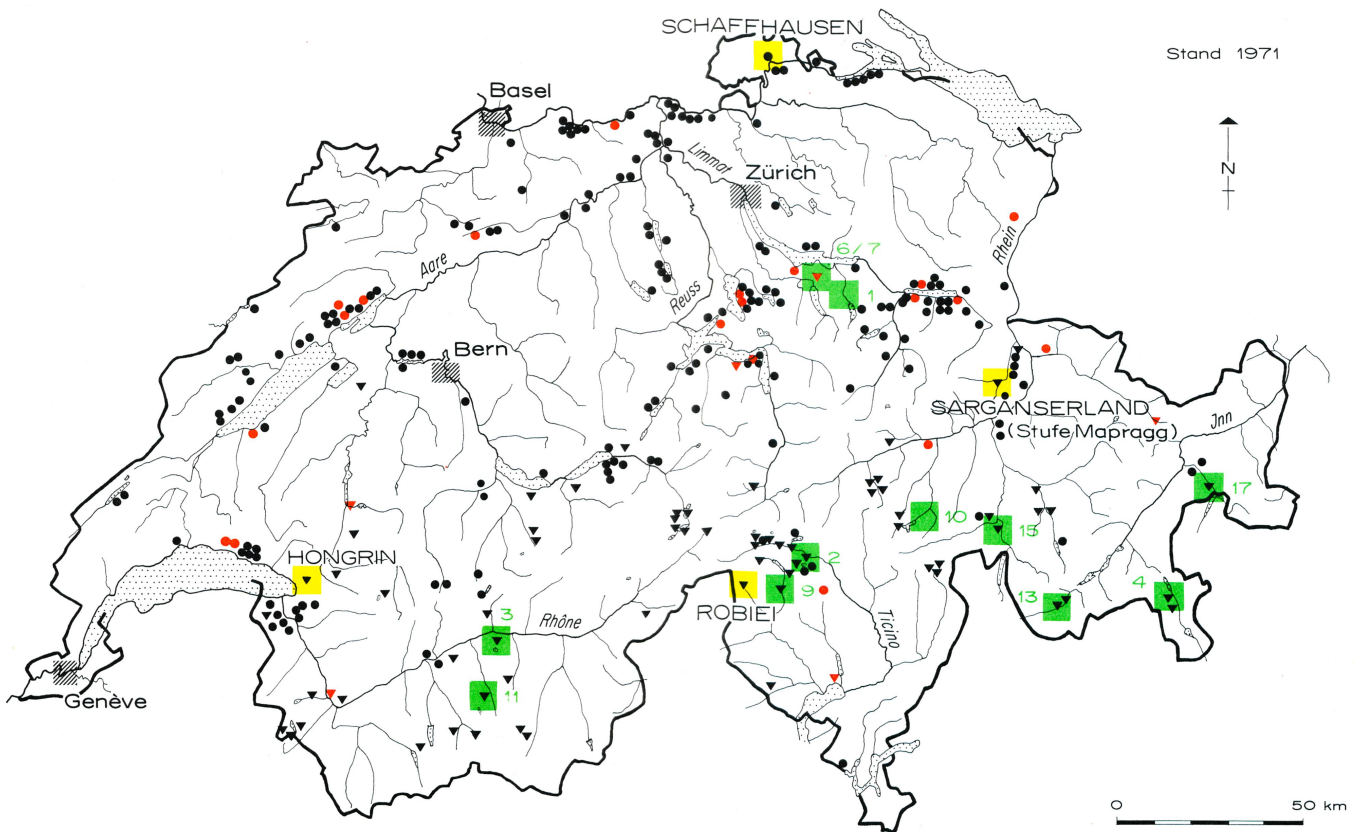 SCHAFFHAUSEN
Stand 1971
Basel
N
Limmat
Zürich
Rhein
6/7
Aare
Reuss
1
Bern
SARGANSERLAND
(Stufe Mapragg)
Jnn
17
10
15
HONGRIN
2
ROBIEI
9
13
4
3
Rhône
Ticino
11
Genève
0 50 km